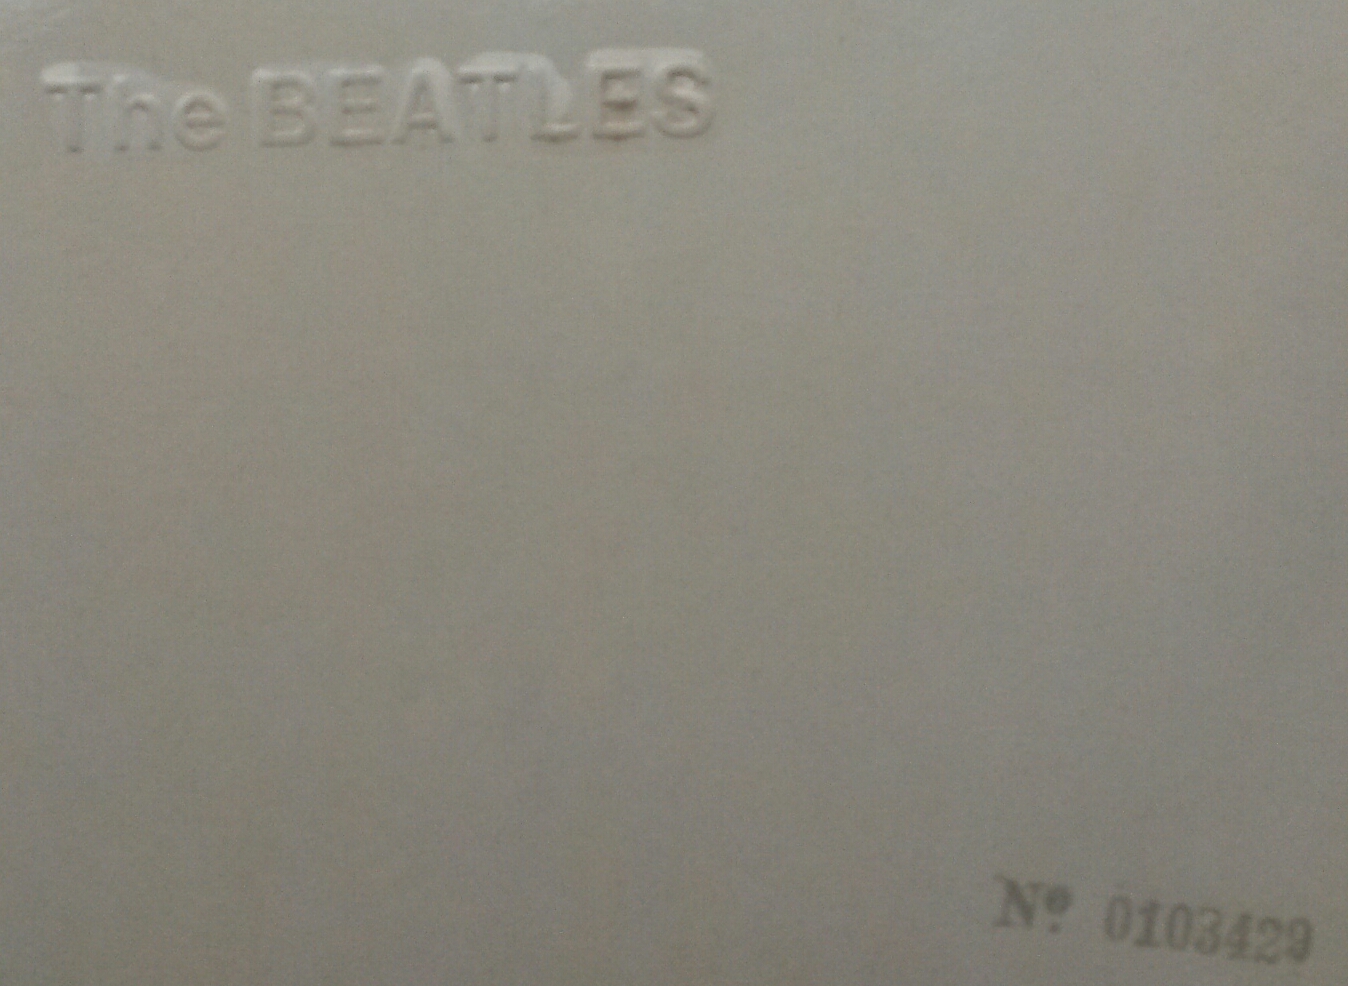 The BEATLES
Nº 0103429